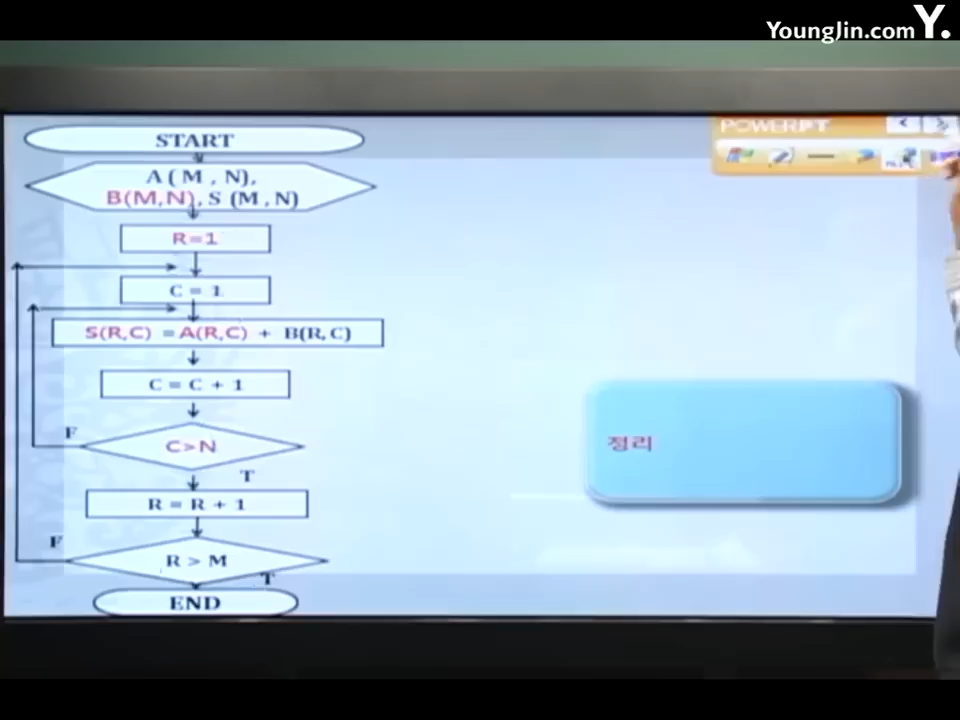 YoungJin.com Y.
POWERPT
START
A ( M , N),
B(M,N), S (M , N)
R=1
C = 1
S(R,C) =A(R,C) + B(R, C)
C = C + 1
F
C>N
T
정리
R = R + 1
F
R > M
T
END